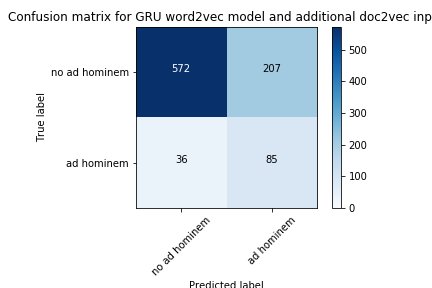 Confusion matrix for GRU word2vec model and additional doc2vec inp
no ad hominem
572
207
500
400
True label
300
ad hominem
36
85
200
100
0
no ad hominem
ad hominem
Predicted label